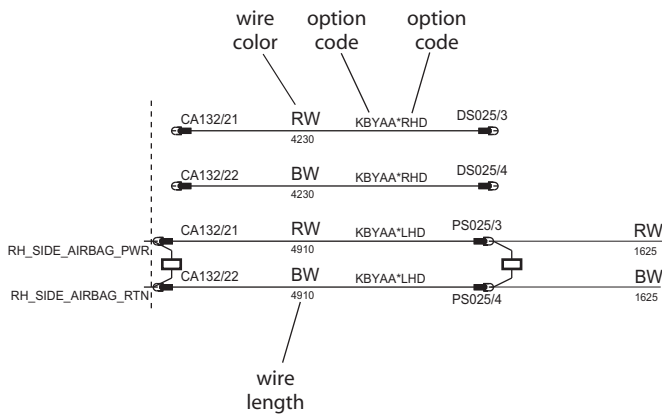 wire color
option code
option code
CA132/21 RW 4230 KBYAA*RHD DS025/3
CA132/22 BW 4230 KBYAA*RHD DS025/4
RH_SIDE_AIRBAG_PWR CA132/21 RW 4910 KBYAA*LHD PS025/3 RW 1625
RH_SIDE_AIRBAG_RTN CA132/22 BW 4910 KBYAA*LHD PS025/4 BW 1625
wire length